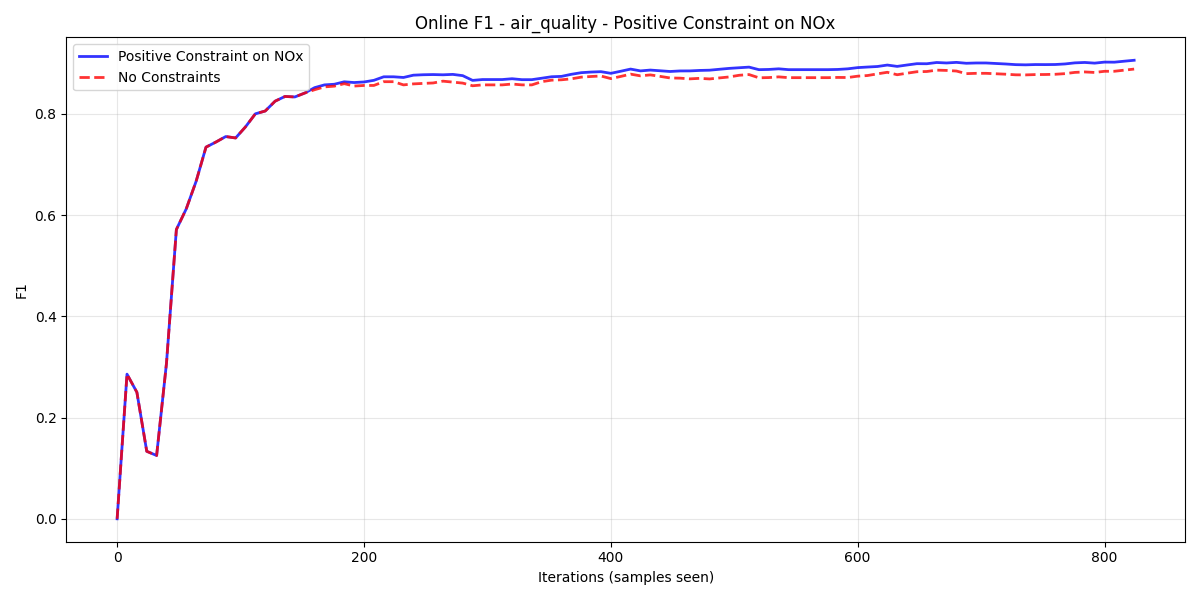 Online F1 - air_quality - Positive Constraint on NOx
Positive Constraint on NOx
No Constraints
F1
0.8
0.6
0.4
0.2
0.0
0
200
400
600
800
Iterations (samples seen)